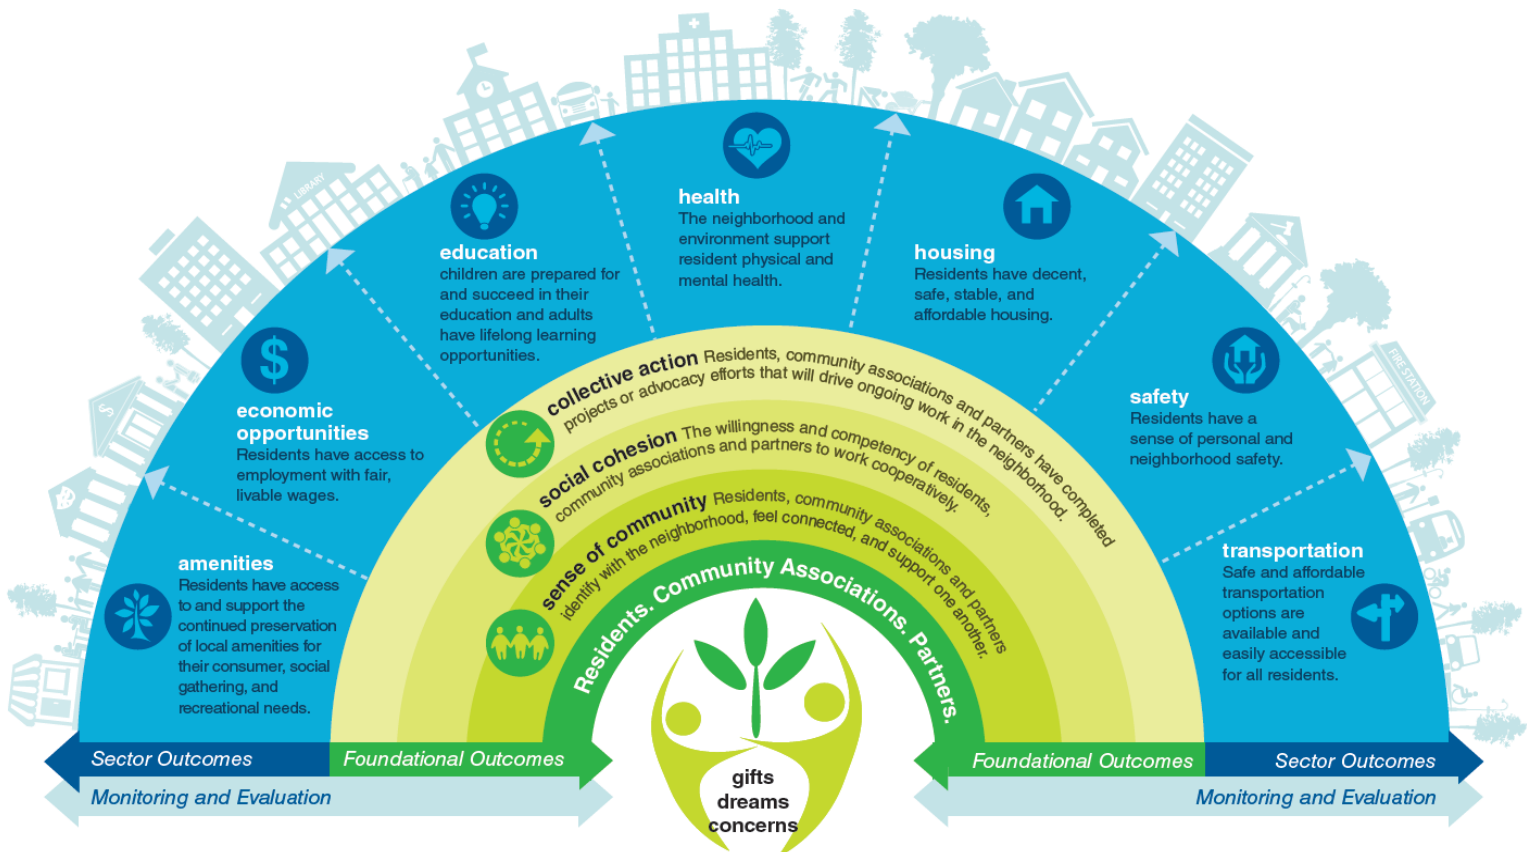 LIBRARY
$
FIRE STATION
health
The neighborhood and
environment support
resident physical and
mental health.
education
children are prepared for
and succeed in their
education and adults
have lifelong learning
opportunities.
housing
Residents have decent,
safe, stable, and
affordable housing.
$
economic
opportunities
Residents have access to
employment with fair,
livable wages.
safety
Residents have a
sense of personal and
neighborhood safety.
amenities
Residents have access
to and support the
continued preservation
of local amenities for
their consumer, social
gathering, and
recreational needs.
transportation
Safe and affordable
transportation
options are
available and
easily accessible
for all residents.
collective action Residents, community associations and partners have completed
projects or advocacy efforts that will drive ongoing work in the neighborhood.
social cohesion The willingness and competency of residents,
community associations and partners to work cooperatively.
sense of community Residents, community associations and partners
identify with the neighborhood, feel connected, and support one another.
Residents. Community Associations. Partners.
gifts
dreams
concerns
Sector Outcomes
Foundational Outcomes
Foundational Outcomes
Sector Outcomes
Monitoring and Evaluation
Monitoring and Evaluation